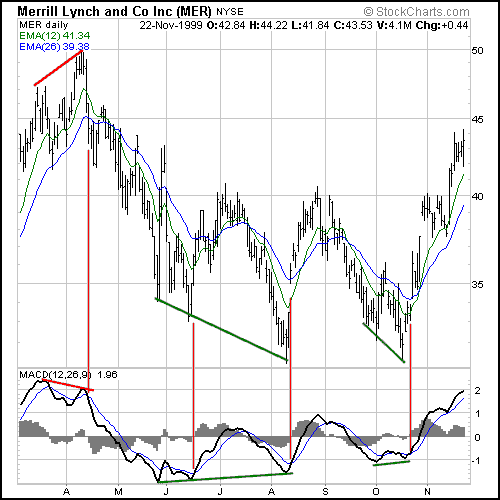 Merrill Lynch and Co Inc (MER) NYSE © StockCharts.com
MER daily 22-Nov-1999 O:42.84 H:44.22 L:41.84 C:43.53 V:4.1M Chg:+0.44
EMA(12) 41.34
EMA(26) 39.38
50
45
40
35
MACD(12,26,9) 1.96
2
1
0
-1
A M J J A S O N